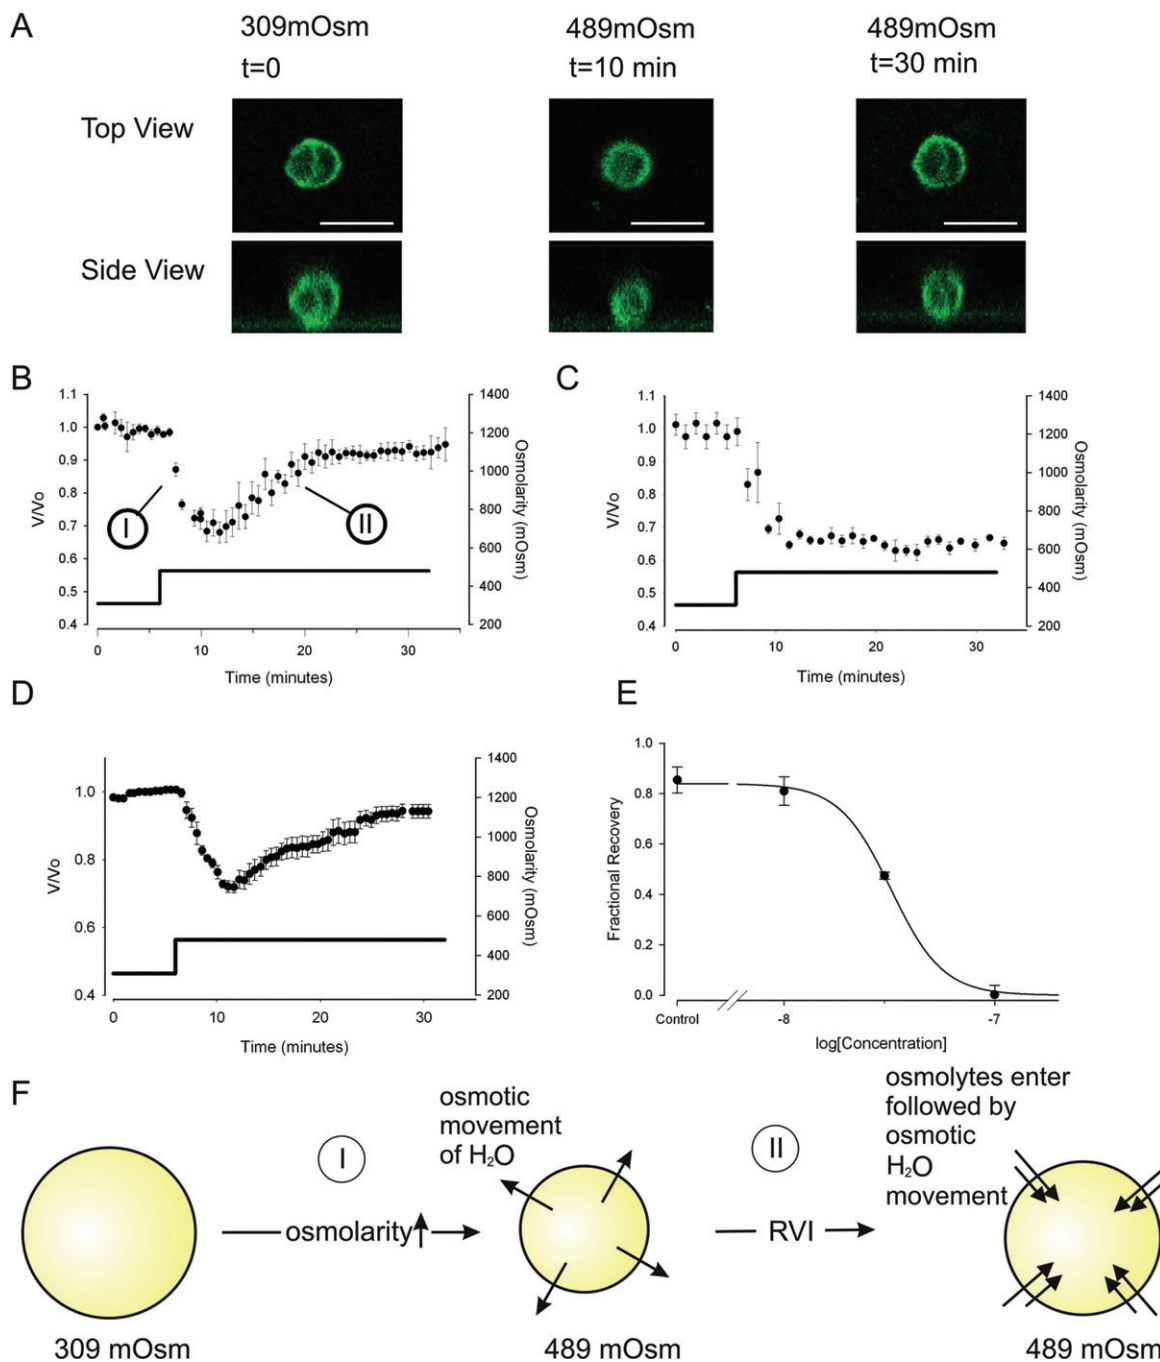 A
309mOsm
t=0
489mOsm
t=10 min
489mOsm
t=30 min
Top View
Side View
B
1.1
1.0
0.9
0.8
0.7
0.6
0.5
0.4
V/Vo
I
II
1400
1200
1000
800
600
400
200
Osmolarity (mOsm)
0
10
20
30
Time (minutes)
C
1.1
1.0
0.9
0.8
0.7
0.6
0.5
0.4
V/Vo
1400
1200
1000
800
600
400
200
Osmolarity (mOsm)
0
10
20
30
Time (minutes)
D
1.0
0.8
0.6
0.4
V/Vo
1400
1200
1000
800
600
400
200
Osmolarity (mOsm)
0
10
20
30
Time (minutes)
E
1.0
0.8
0.6
0.4
0.2
0.0
Fractional Recovery
Control
-8
-7
log[Concentration]
F
I
osmolarity
osmotic
movement
of H₂O
II
RVI
osmolytes enter
followed by
osmotic
H₂O
movement
309 mOsm
489 mOsm
489 mOsm